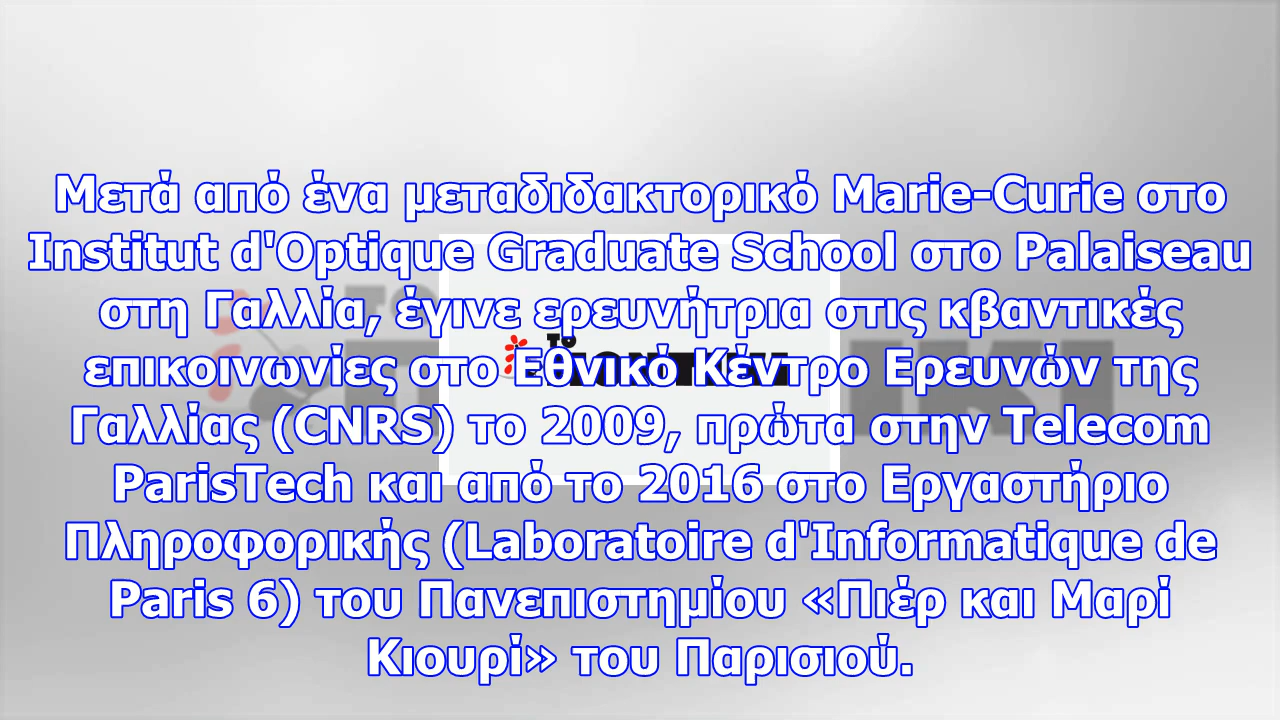 Μετά από ένα μεταδιδακτορικό Marie-Curie στο
Institut d'Optique Graduate School στο Palaiseau
στη Γαλλία, έγινε ερευνήτρια στις κβαντικές
επικοινωνίες στο Εθνικό Κέντρο Ερευνών της
Γαλλίας (CNRS) το 2009, πρώτα στην Telecom
ParisTech και από το 2016 στο Εργαστήριο
Πληροφορικής (Laboratoire d'Informatique de
Paris 6) του Πανεπιστημίου «Πιέρ και Μαρί
Κιουρί» του Παρισιού.
το